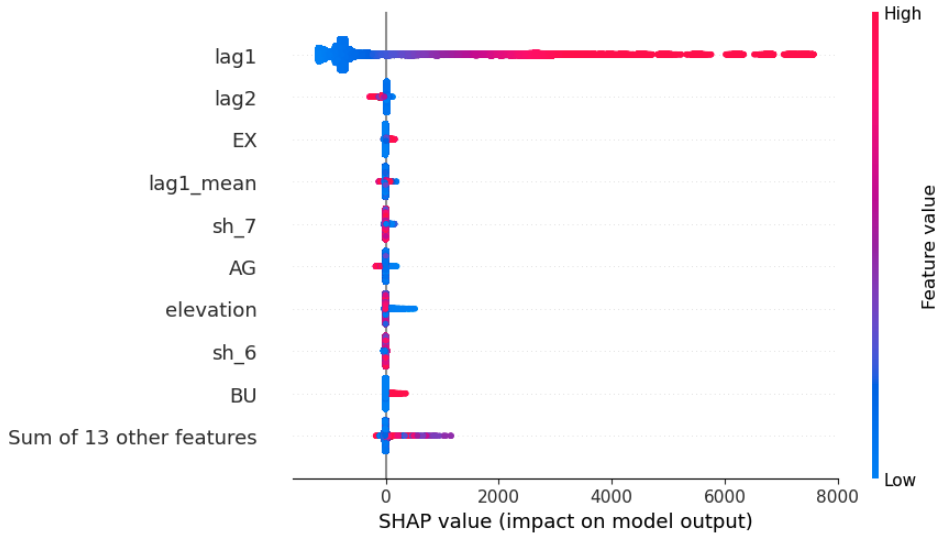 High
lag1
lag2
EX
lag1_mean
sh_7
AG
elevation
sh_6
BU
Sum of 13 other features
Feature value
Low
0 2000 4000 6000 8000
SHAP value (impact on model output)